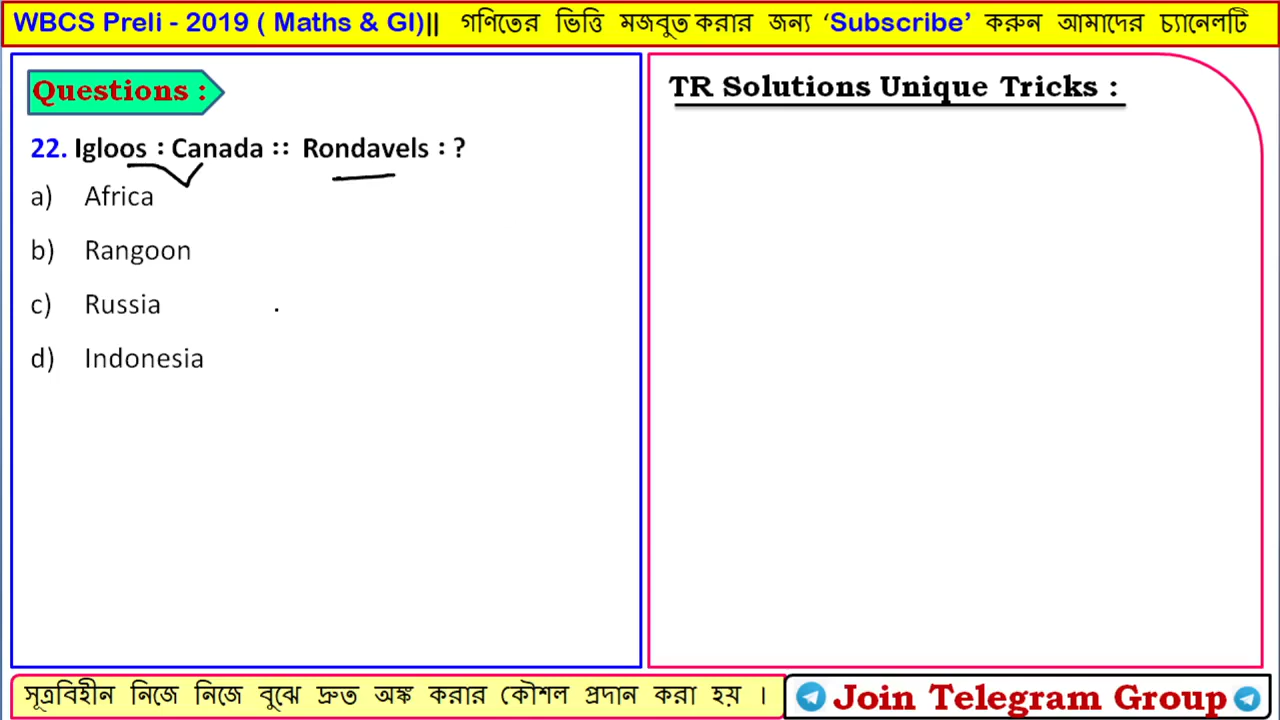 WBCS Preli - 2019 ( Maths & GI)|| গণিতের ভিত্তি মজবুত করার জন্য ‘Subscribe’ করুন আমাদের চ্যানেলটি
Questions :
22. Igloos : Canada :: Rondavels : ?
a) Africa
b) Rangoon
c) Russia
d) Indonesia
TR Solutions Unique Tricks :
সূত্রবিহীন নিজে নিজে বুঝে দ্রুত অঙ্ক করার কৌশল প্রদান করা হয় ।
Join Telegram Group